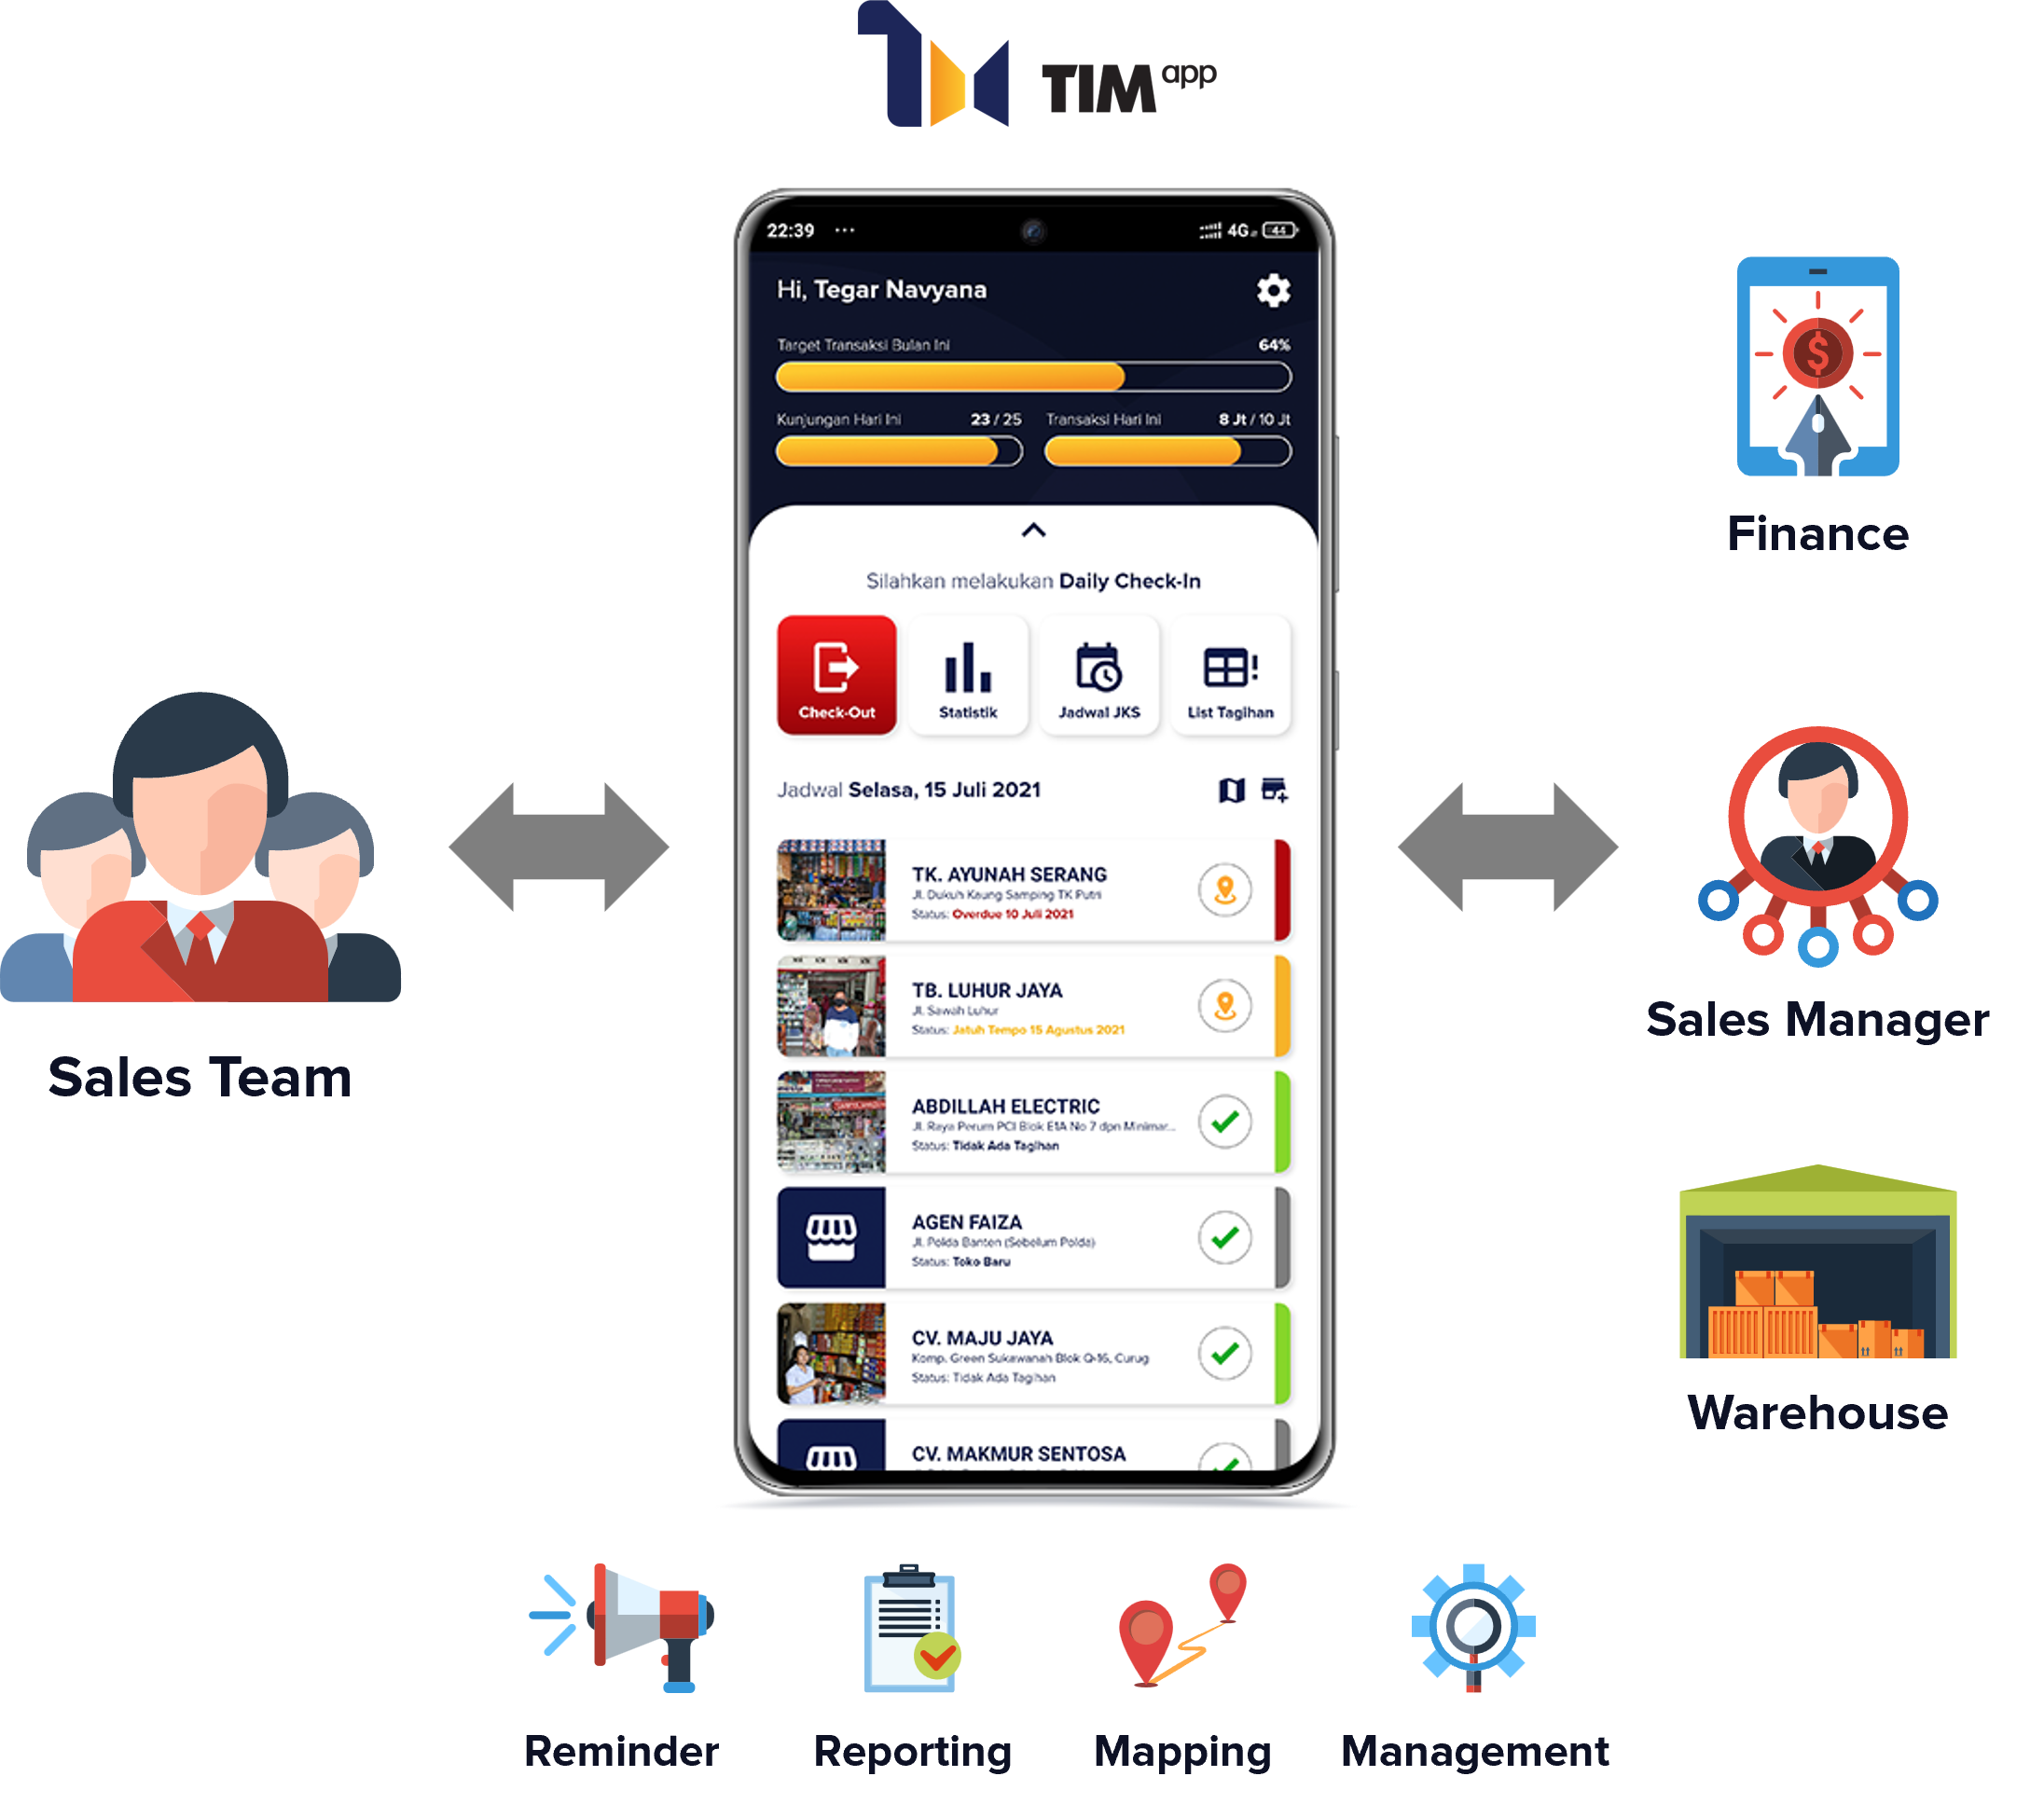 TIM app
22:39 ... 4G 44
Hi, Tegar Navyana
Target Transaksi Bulan Ini 64%
Kunjungan Hari Ini 23 / 25 Transaksi Hari Ini 8 Jt / 10 Jt
Silahkan melakukan Daily Check-In
Check-Out Statistik Jadwal JKS List Tagihan
Jadwal Selasa, 15 Juli 2021
TK. AYUNAH SERANG
Jl. Dukuh Kaung Samping TK Putri
Status: Overdue 10 Juli 2021
TB. LUHUR JAYA
Jl. Sawah Luhur
Status: Jatuh Tempo 15 Agustus 2021
ABDILLAH ELECTRIC
Jl. Raya Perum PCI Blok E1A No 7 dpn Minimar...
Status: Tidak Ada Tagihan
AGEN FAIZA
Jl. Polda Banten (Sebelum Polda)
Status: Toko Baru
CV. MAJU JAYA
Komp. Green Sukawanah Blok Q-16, Curug
Status: Tidak Ada Tagihan
CV. MAKMUR SENTOSA
Sales Team
Finance
Sales Manager
Warehouse
Reminder Reporting Mapping Management